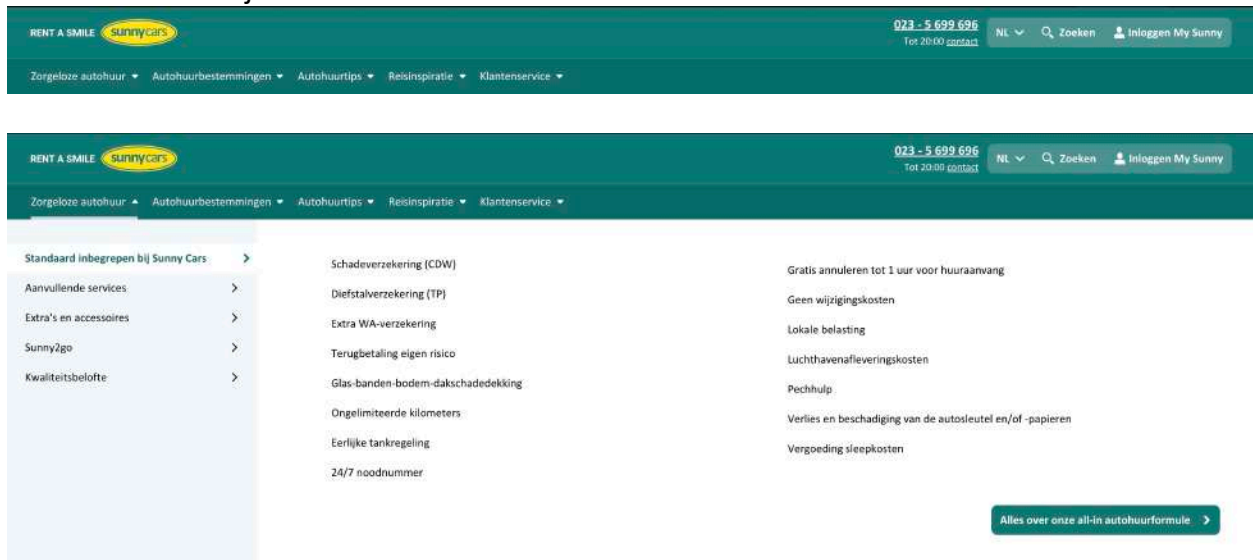 RENT A SMILE sunnycars
023 - 5 699 696
Tot 20:00 contact
NL Zoeken Inloggen My Sunny
Zorgeloze autohuur Autohuurbestemmingen Autohuurtips Reisinspiratie Klantenservice
RENT A SMILE sunnycars
023 - 5 699 696
Tot 20:00 contact
NL Zoeken Inloggen My Sunny
Zorgeloze autohuur Autohuurbestemmingen Autohuurtips Reisinspiratie Klantenservice
Standaard inbegrepen bij Sunny Cars
Aanvullende services
Extra's en accessoires
Sunny2go
Kwaliteitsbelofte
Schadeverzekering (CDW)
Diefstalverzekering (TP)
Extra WA-verzekering
Terugbetaling eigen risico
Glas-banden-bodem-dakschadedekking
Ongelimiteerde kilometers
Eerlijke tankregeling
24/7 noodnummer
Gratis annuleren tot 1 uur voor huuraanvang
Geen wijzigingskosten
Lokale belasting
Luchthavenafleveringskosten
Pechhulp
Verlies en beschadiging van de autosleutel en/of -papieren
Vergoeding sleepkosten
Alles over onze all-in autohuurformule